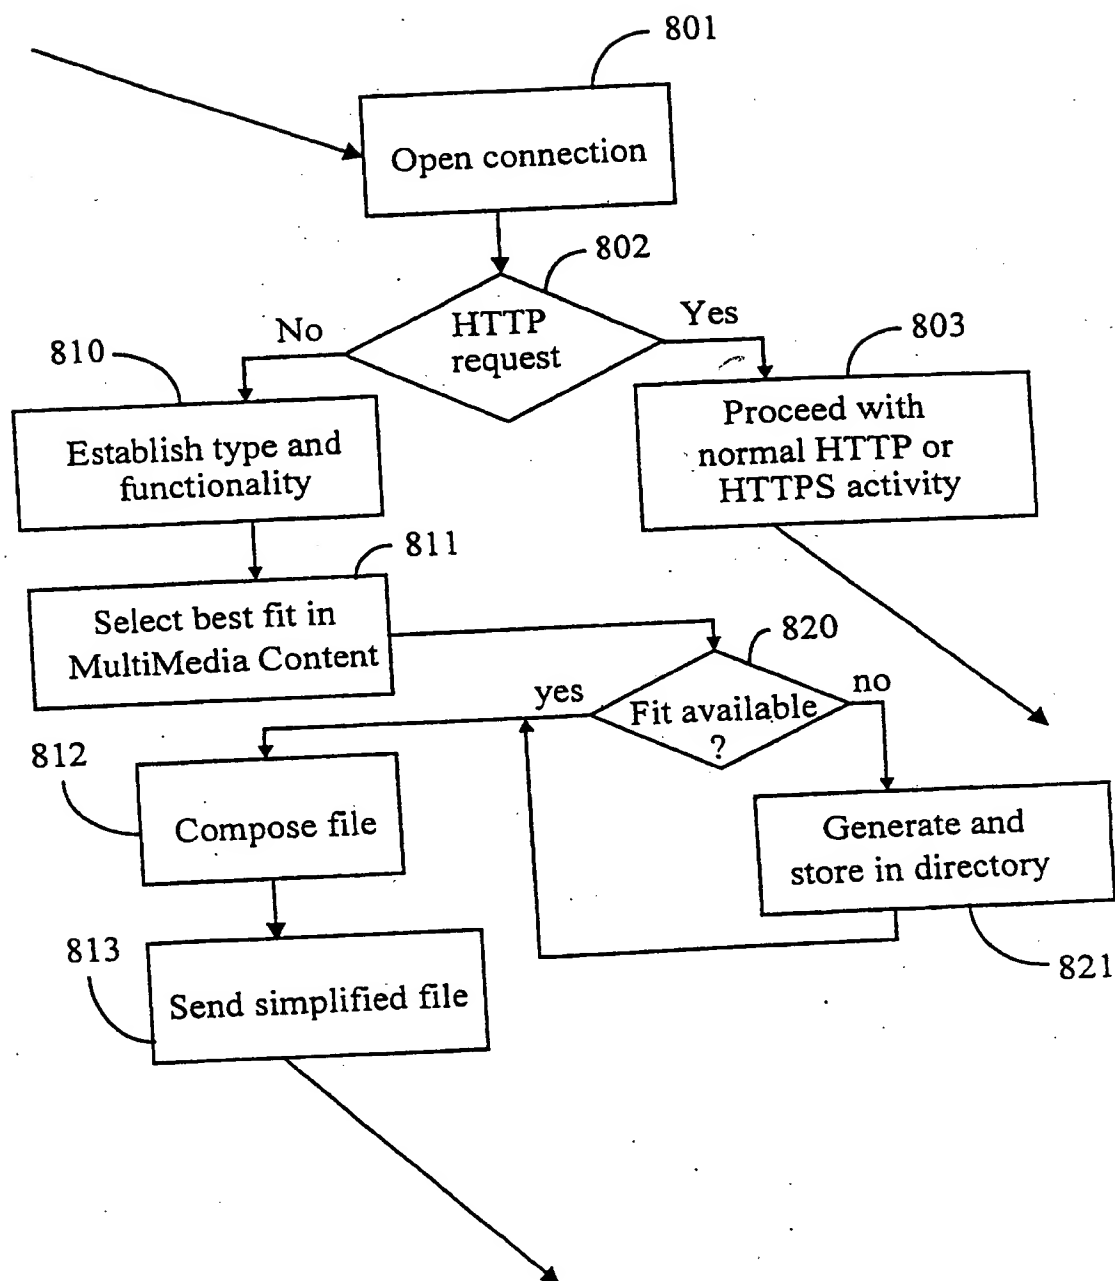 801
Open connection
802
HTTP
request
No
Yes
803
810
Establish type and
functionality
Proceed with
normal HTTP or
HTTPS activity
811
Select best fit in
MultiMedia Content
820
Fit available
?
yes
no
812
Compose file
Generate and
store in directory
821
813
Send simplified file